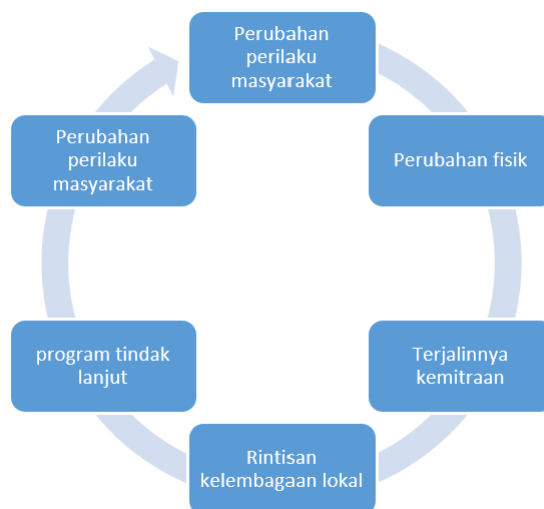 Perubahan
perilaku
masyarakat
Perubahan fisik
Terjalinnya
kemitraan
Rintisan
kelembagaan lokal
program tindak
lanjut
Perubahan
perilaku
masyarakat